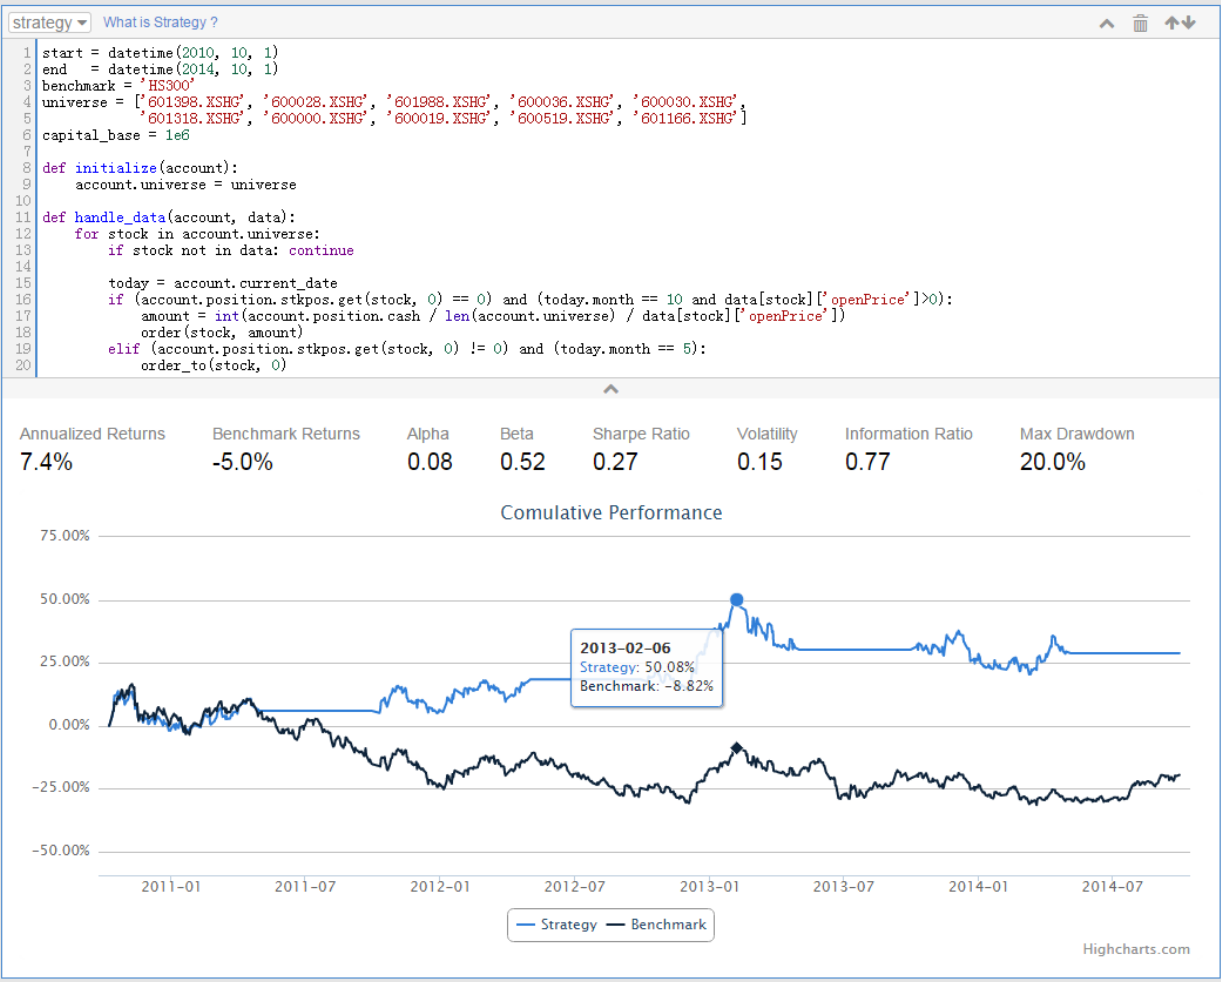 strategy What is Strategy ?
1 start = datetime(2010, 10, 1)
2 end   = datetime(2014, 10, 1)
3 benchmark = 'HS300'
4 universe = ['601398.XSHG', '600028.XSHG', '601988.XSHG', '600036.XSHG', '600030.XSHG',
5             '601318.XSHG', '600000.XSHG', '600019.XSHG', '600519.XSHG', '601166.XSHG']
6 capital_base = 1e6
7
8 def initialize(account):
9     account.universe = universe
10
11 def handle_data(account, data):
12     for stock in account.universe:
13         if stock not in data: continue
14
15         today = account.current_date
16         if (account.position.stkpos.get(stock, 0) == 0) and (today.month == 10 and data[stock]['openPrice']>0):
17             amount = int(account.position.cash / len(account.universe) / data[stock]['openPrice'])
18             order(stock, amount)
19         elif (account.position.stkpos.get(stock, 0) != 0) and (today.month == 5):
20             order_to(stock, 0)
Annualized Returns Benchmark Returns Alpha Beta Sharpe Ratio Volatility Information Ratio Max Drawdown
7.4% -5.0% 0.08 0.52 0.27 0.15 0.77 20.0%
Comulative Performance
75.00%
50.00%
25.00%
0.00%
-25.00%
-50.00%
2013-02-06
Strategy: 50.08%
Benchmark: -8.82%
2011-01 2011-07 2012-01 2012-07 2013-01 2013-07 2014-01 2014-07
Strategy Benchmark
Highcharts.com